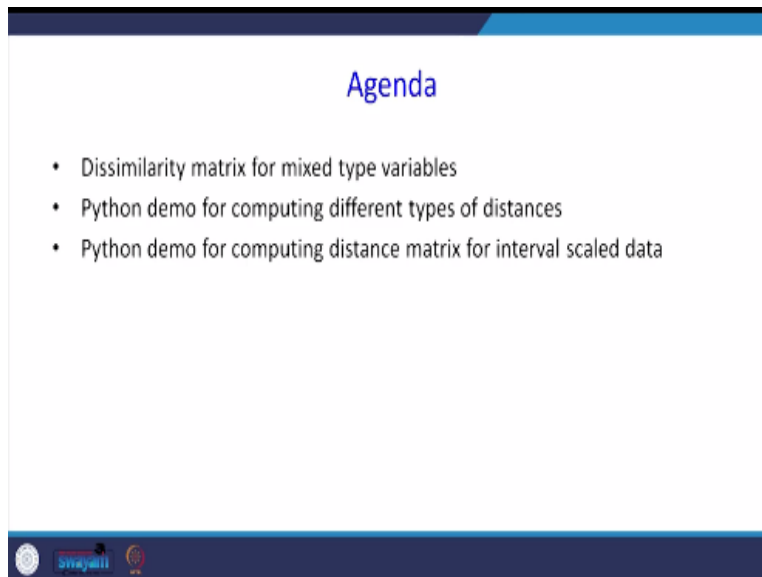 Agenda
• Dissimilarity matrix for mixed type variables
• Python demo for computing different types of distances
• Python demo for computing distance matrix for interval scaled data
swayam